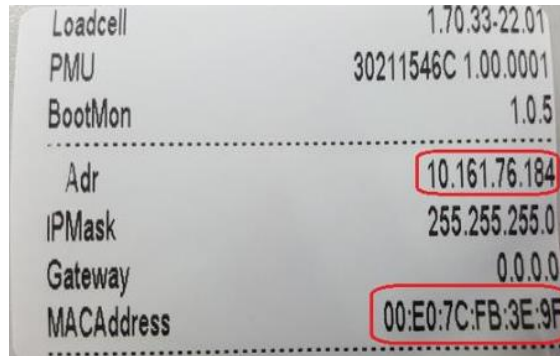 Loadcell 1.70.33-22.01
PMU 30211546C 1.00.0001
BootMon 1.0.5
Adr 10.161.76.184
IPMask 255.255.255.0
Gateway 0.0.0.0
MACAddress 00:E0:7C:FB:3E:9F